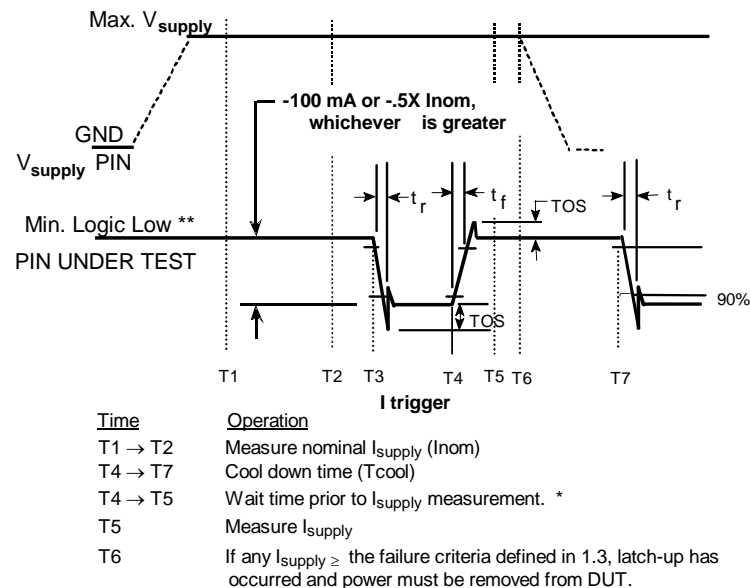 Max. Vsupply
-100 mA or -.5X Inom,
whichever is greater
GND
Vsupply PIN
tr
tf
TOS
tr
Min. Logic Low **
PIN UNDER TEST
TOS
90%
T1 T2 T3 T4 T5 T6 T7
I trigger
Time Operation
T1 → T2 Measure nominal Isupply (Inom)
T4 → T7 Cool down time (Tcool)
T4 → T5 Wait time prior to Isupply measurement. *
T5 Measure Isupply
T6 If any Isupply ≥ the failure criteria defined in 1.3, latch-up has
occurred and power must be removed from DUT.